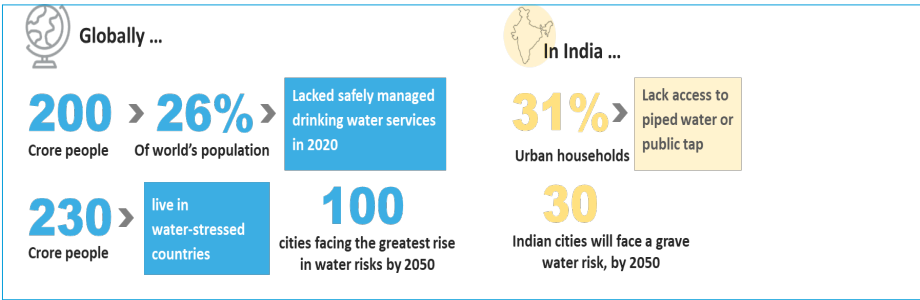 Globally ...
200
Crore people
26%
Of world's population
Lacked safely managed
drinking water services
in 2020
230
Crore people
live in
water-stressed
countries
100
cities facing the greatest rise
in water risks by 2050
In India ...
31%
Urban households
Lack access to
piped water or
public tap
30
Indian cities will face a grave
water risk, by 2050